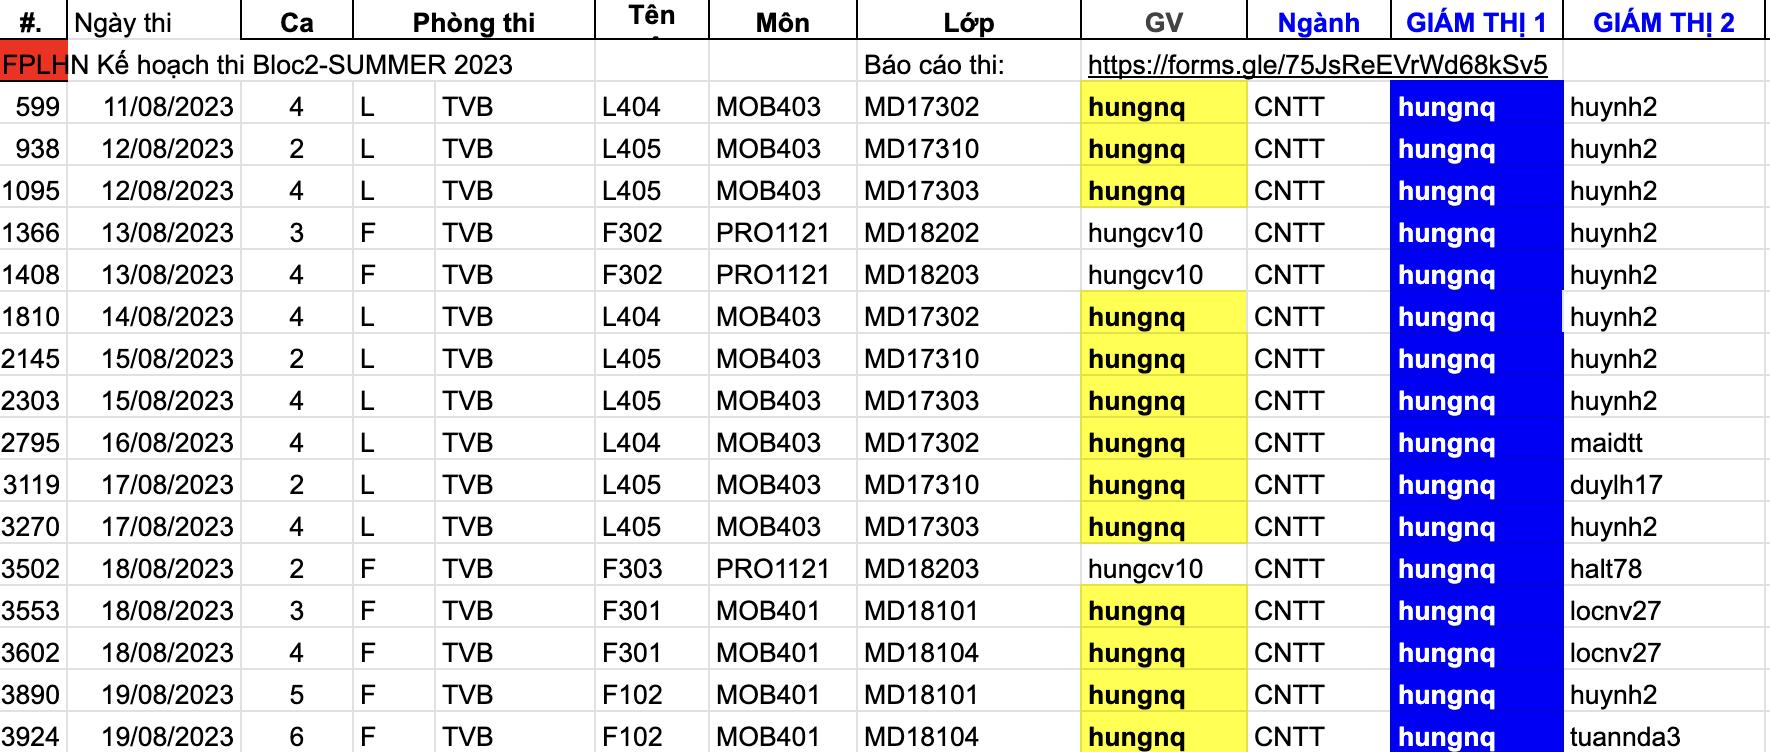 #. Ngày thi Ca Phòng thi Tên Môn Lớp GV Ngành GIÁM THỊ 1 GIÁM THỊ 2
FPLHN Kế hoạch thi Bloc2-SUMMER 2023 Báo cáo thi: https://forms.gle/75JsReEVrWd68kSv5
599 11/08/2023 4 L TVB L404 MOB403 MD17302 hungnq CNTT hungnq huynh2
938 12/08/2023 2 L TVB L405 MOB403 MD17310 hungnq CNTT hungnq huynh2
1095 12/08/2023 4 L TVB L405 MOB403 MD17303 hungnq CNTT hungnq huynh2
1366 13/08/2023 3 F TVB F302 PRO1121 MD18202 hungcv10 CNTT hungnq huynh2
1408 13/08/2023 4 F TVB F302 PRO1121 MD18203 hungcv10 CNTT hungnq huynh2
1810 14/08/2023 4 L TVB L404 MOB403 MD17302 hungnq CNTT hungnq huynh2
2145 15/08/2023 2 L TVB L405 MOB403 MD17310 hungnq CNTT hungnq huynh2
2303 15/08/2023 4 L TVB L405 MOB403 MD17303 hungnq CNTT hungnq huynh2
2795 16/08/2023 4 L TVB L404 MOB403 MD17302 hungnq CNTT hungnq maidtt
3119 17/08/2023 2 L TVB L405 MOB403 MD17310 hungnq CNTT hungnq duylh17
3270 17/08/2023 4 L TVB L405 MOB403 MD17303 hungnq CNTT hungnq huynh2
3502 18/08/2023 2 F TVB F303 PRO1121 MD18203 hungcv10 CNTT hungnq halt78
3553 18/08/2023 3 F TVB F301 MOB401 MD18101 hungnq CNTT hungnq locnv27
3602 18/08/2023 4 F TVB F301 MOB401 MD18104 hungnq CNTT hungnq locnv27
3890 19/08/2023 5 F TVB F102 MOB401 MD18101 hungnq CNTT hungnq huynh2
3924 19/08/2023 6 F TVB F102 MOB401 MD18104 hungnq CNTT hungnq tuannda3